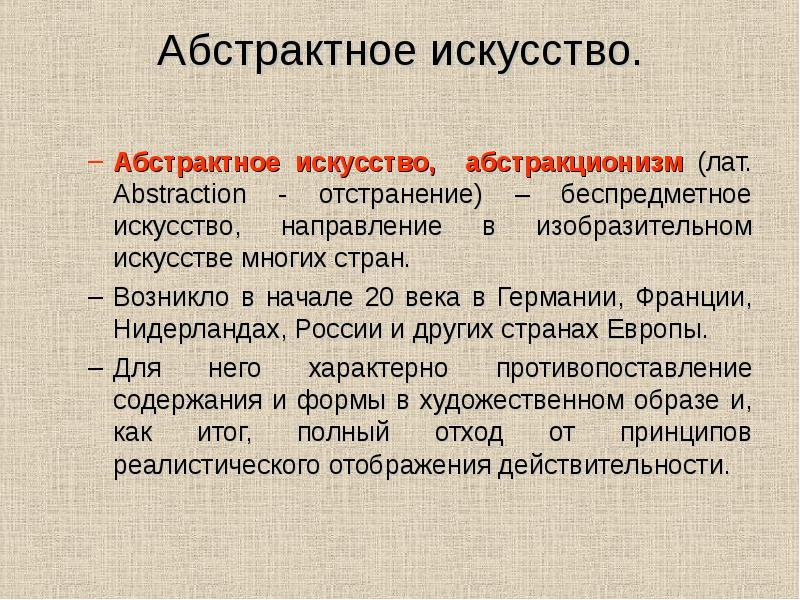 Абстрактное искусство.
– Абстрактное искусство, абстракционизм (лат.
Abstraction - отстранение) – беспредметное
искусство, направление в изобразительном
искусстве многих стран.
– Возникло в начале 20 века в Германии, Франции,
Нидерландах, России и других странах Европы.
– Для него характерно противопоставление
содержания и формы в художественном образе и,
как итог, полный отход от принципов
реалистического отображения действительности.